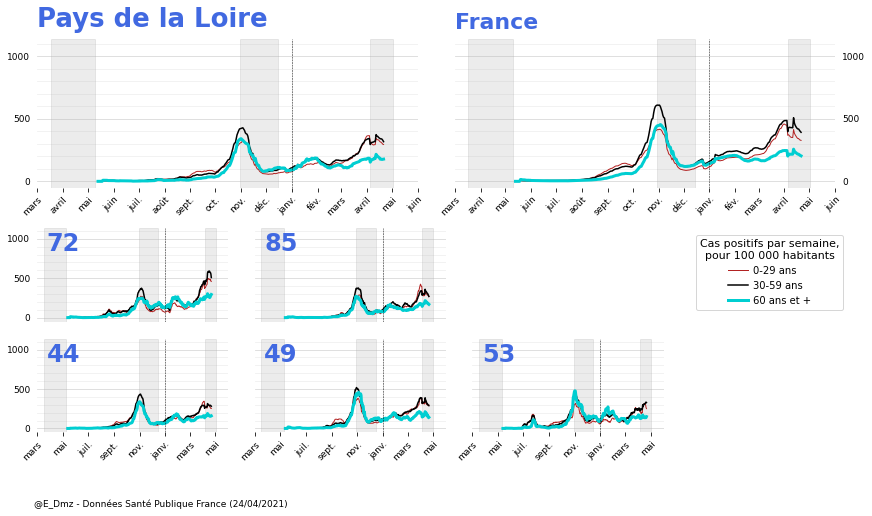 Pays de la Loire
France
1000
500
0
1000
500
0
mars avril mai juin juil. août sept. oct. nov. déc. janv. fév. mars avril mai juin
mars avril mai juin juil. août sept. oct. nov. déc. janv. fév. mars avril mai juin
72
85
1000
500
0
Cas positifs par semaine,
pour 100 000 habitants
0-29 ans
30-59 ans
60 ans et +
44
49
53
1000
500
0
mars mai juil. sept. nov. janv. mars mai
mars mai juil. sept. nov. janv. mars mai
mars mai juil. sept. nov. janv. mars mai
@E_Dmz - Données Santé Publique France (24/04/2021)